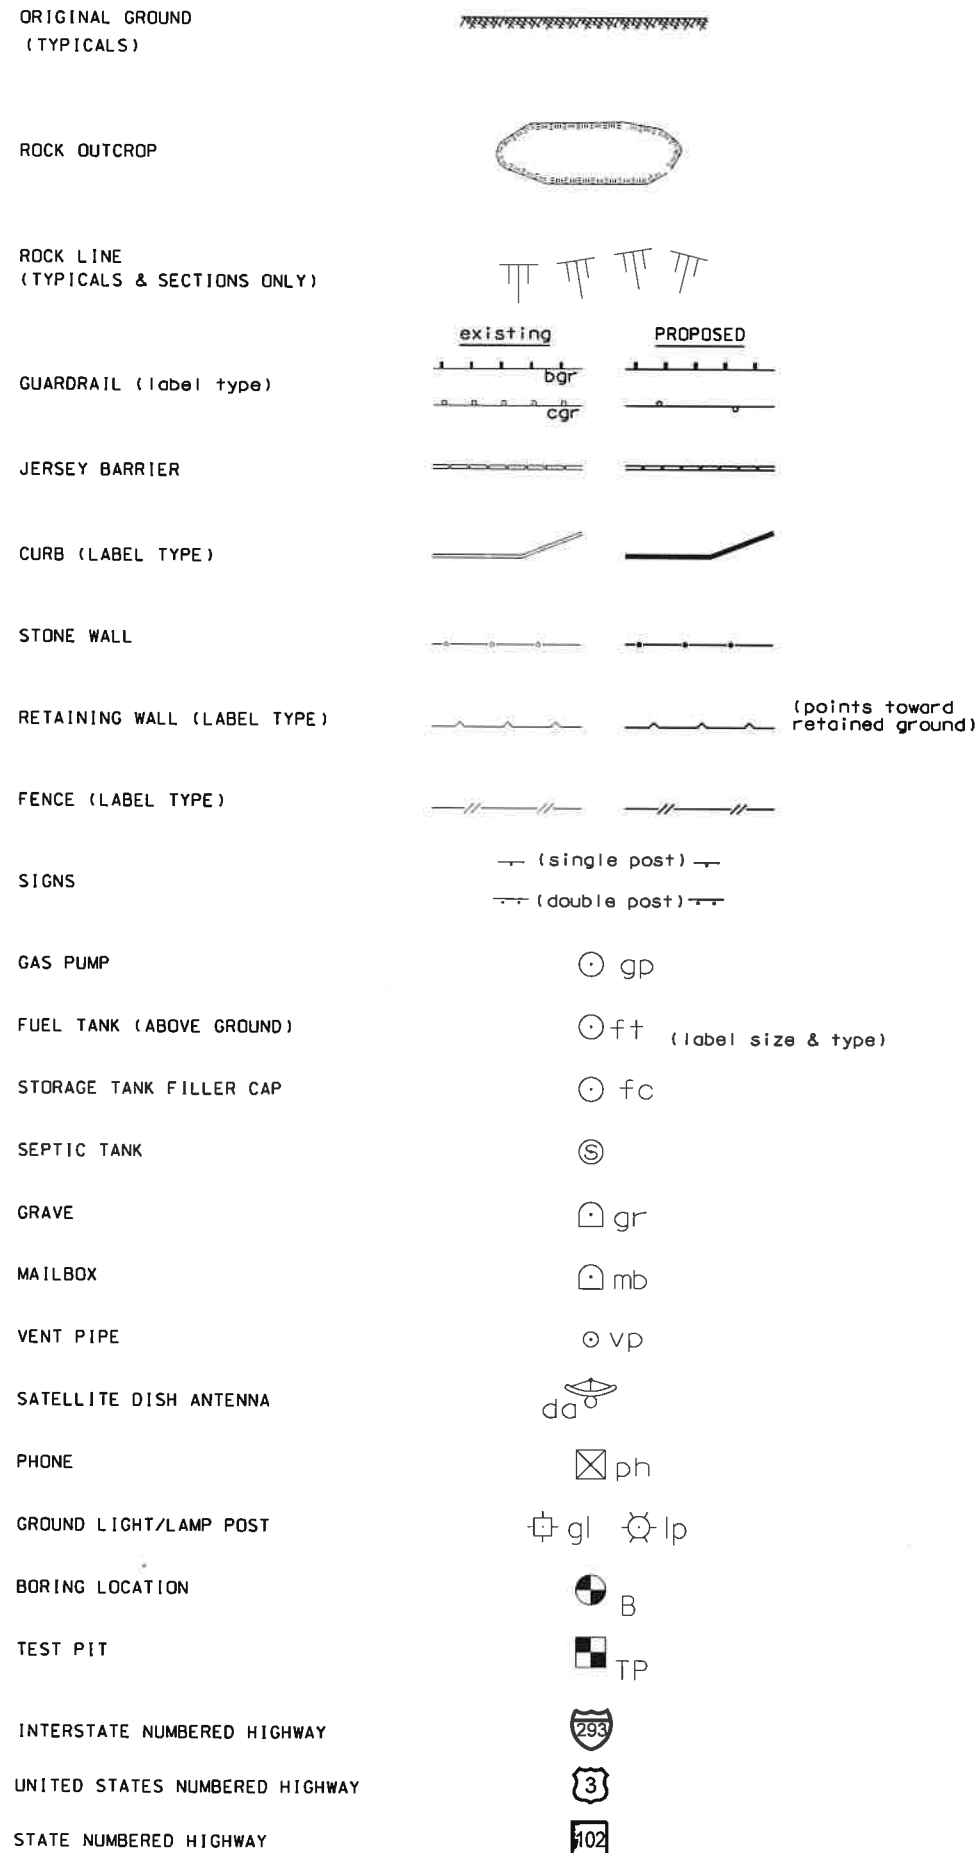 ORIGINAL GROUND
(TYPICALS)
ROCK OUTCROP
ROCK LINE
(TYPICALS & SECTIONS ONLY)
existing PROPOSED
GUARDRAIL (label type)
bgr
cgr
JERSEY BARRIER
CURB (LABEL TYPE)
STONE WALL
RETAINING WALL (LABEL TYPE)
(points toward
retained ground)
FENCE (LABEL TYPE)
SIGNS
(single post)
(double post)
GAS PUMP gp
FUEL TANK (ABOVE GROUND) ft (label size & type)
STORAGE TANK FILLER CAP fc
SEPTIC TANK S
GRAVE gr
MAILBOX mb
VENT PIPE vp
SATELLITE DISH ANTENNA da
PHONE ph
GROUND LIGHT/LAMP POST gl lp
BORING LOCATION B
TEST PIT TP
INTERSTATE NUMBERED HIGHWAY 293
UNITED STATES NUMBERED HIGHWAY 3
STATE NUMBERED HIGHWAY 102